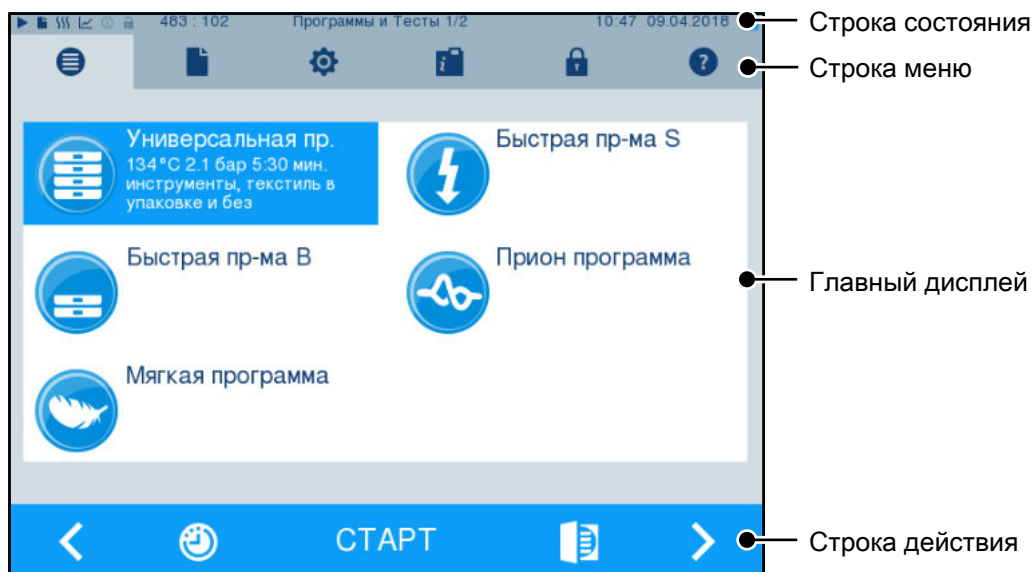 483 : 102 Программы и Тесты 1/2 10:47 09.04.2018
Строка состояния
Строка меню
Универсальная пр.
134°C 2.1 бар 5:30 мин.
инструменты, текстиль в
упаковке и без
Быстрая пр-ма S
Быстрая пр-ма B
Прион программа
Главный дисплей
Мягкая программа
СТАРТ
Строка действия